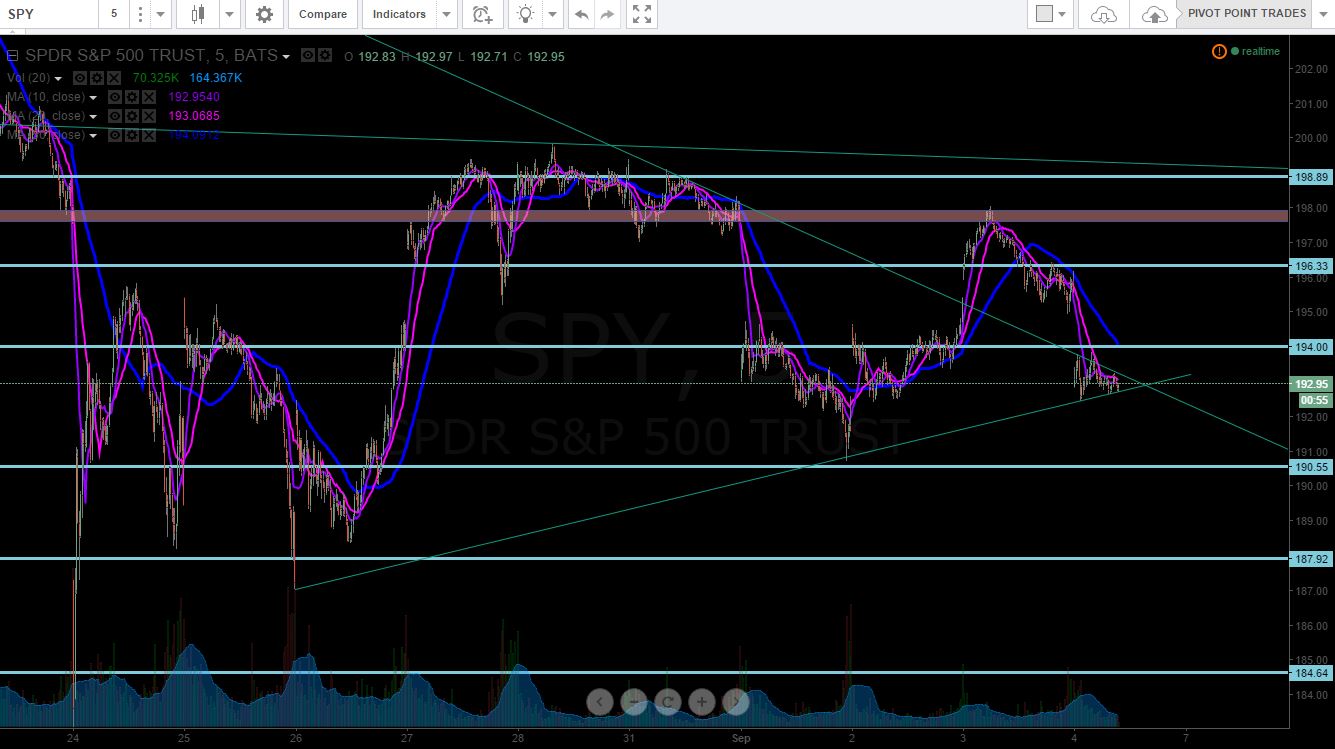 SPY 5 Compare Indicators PIVOT POINT TRADES
SPDR S&P 500 TRUST, 5, BATS O 192.83 H 192.97 L 192.71 C 192.95
realtime
Vol (20) 70.325K 164.367K
MA (10, close) 192.9540
MA (20, close) 193.0685
close)
202.00
201.00
200.00
198.89
198.00
197.00
196.33
196.00
195.00
194.00
192.95
00:55
192.00
191.00
190.55
190.00
189.00
187.92
187.00
186.00
185.00
184.64
184.00
SPY, 5
SPDR S&P 500 TRUST
24 25 26 27 28 31 Sep 2 3 4 7